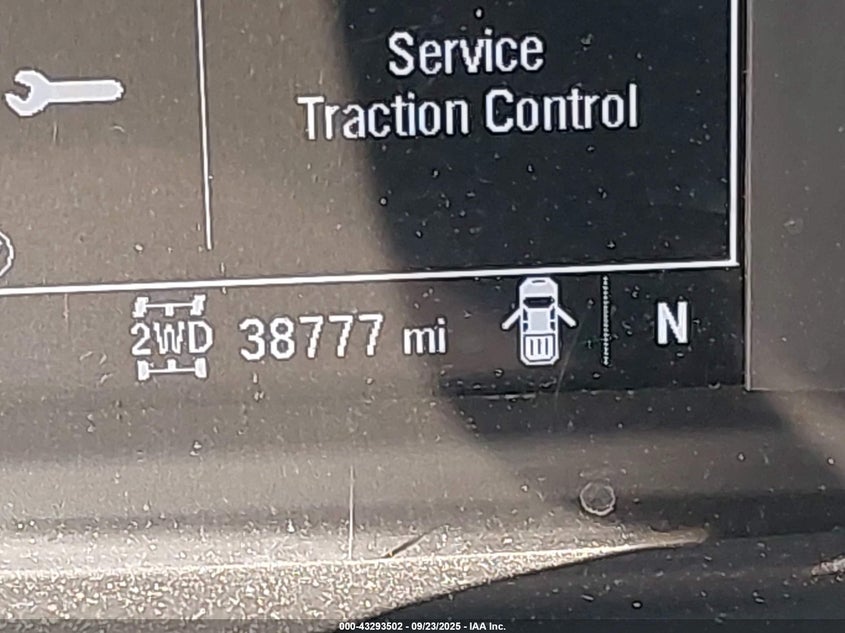 Service
Traction Control
2WD 38777 mi N
000-43293502 - 09/23/2025 - IAA Inc.